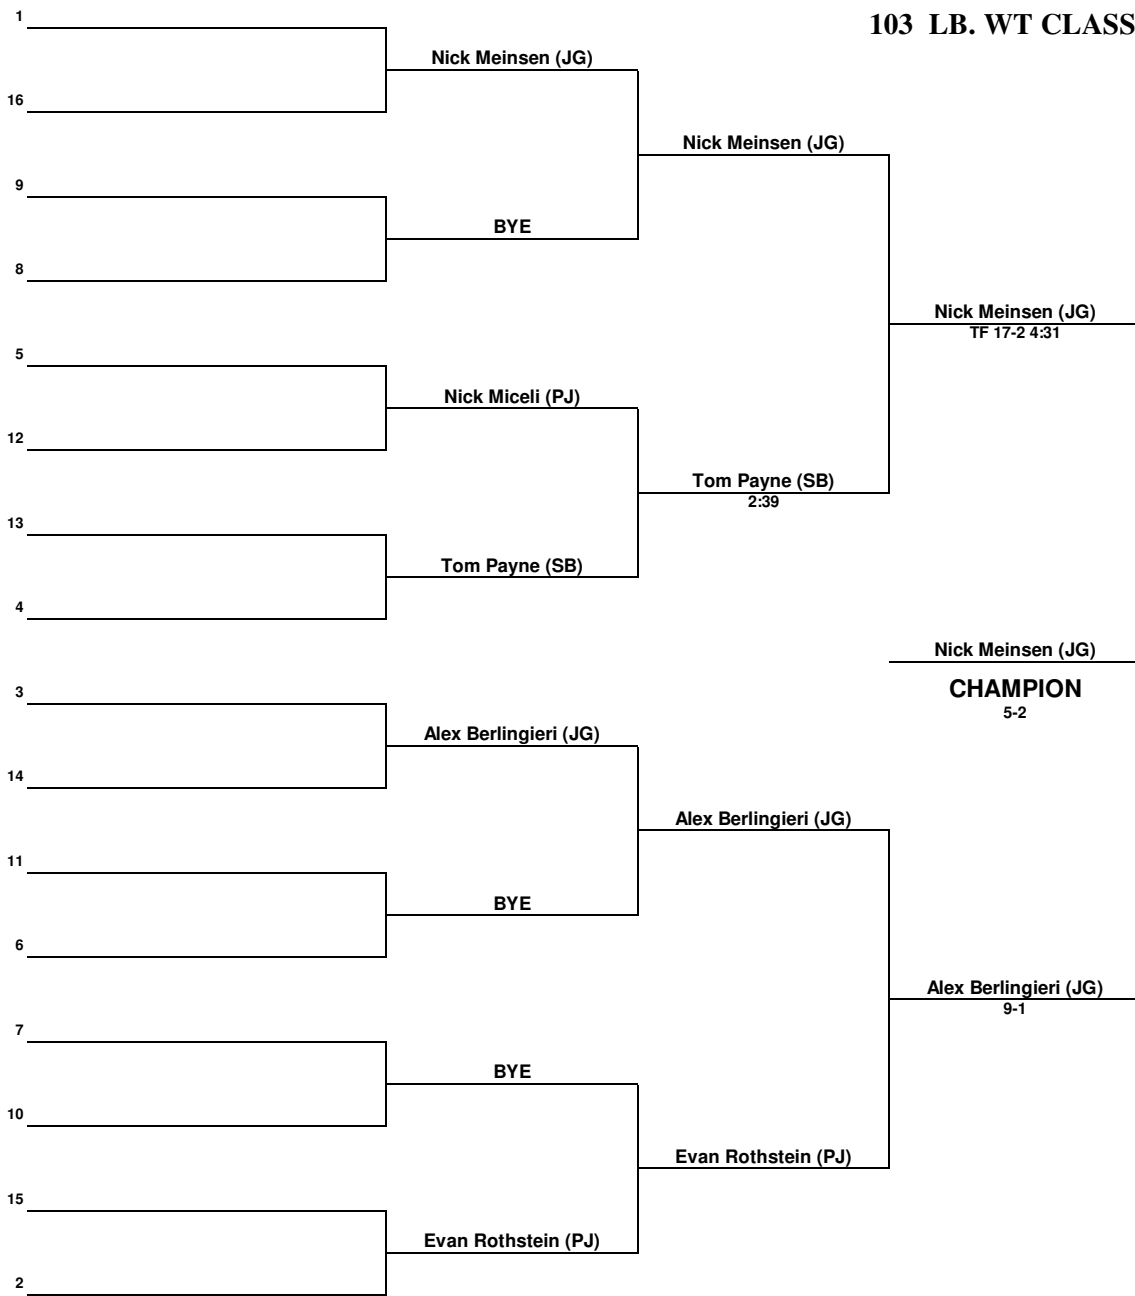 1
103 LB. WT CLASS
Nick Meinsen (JG)
16
Nick Meinsen (JG)
9
BYE
8
Nick Meinsen (JG)
TF 17-2 4:31
5
Nick Miceli (PJ)
12
Tom Payne (SB)
2:39
13
Tom Payne (SB)
4
Nick Meinsen (JG)
CHAMPION
5-2
3
Alex Berlingieri (JG)
14
Alex Berlingieri (JG)
11
BYE
6
Alex Berlingieri (JG)
9-1
7
BYE
10
Evan Rothstein (PJ)
15
Evan Rothstein (PJ)
2